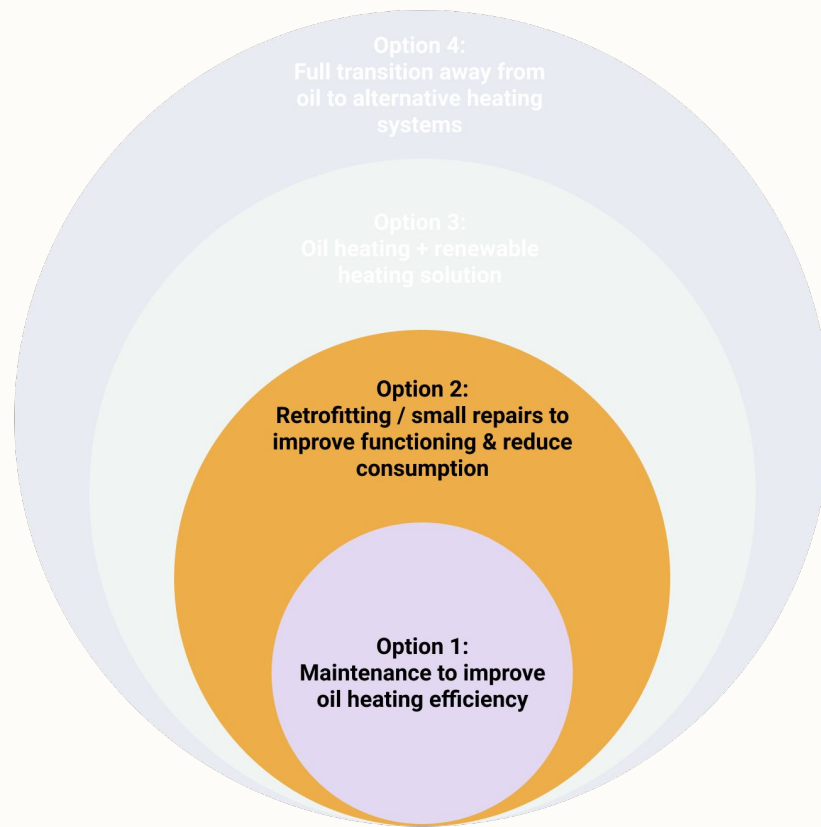 Option 4:
Full transition away from
oil to alternative heating
systems
Option 3:
Oil heating + renewable
heating solution
Option 2:
Retrofitting / small repairs to
improve functioning & reduce
consumption
Option 1:
Maintenance to improve
oil heating efficiency